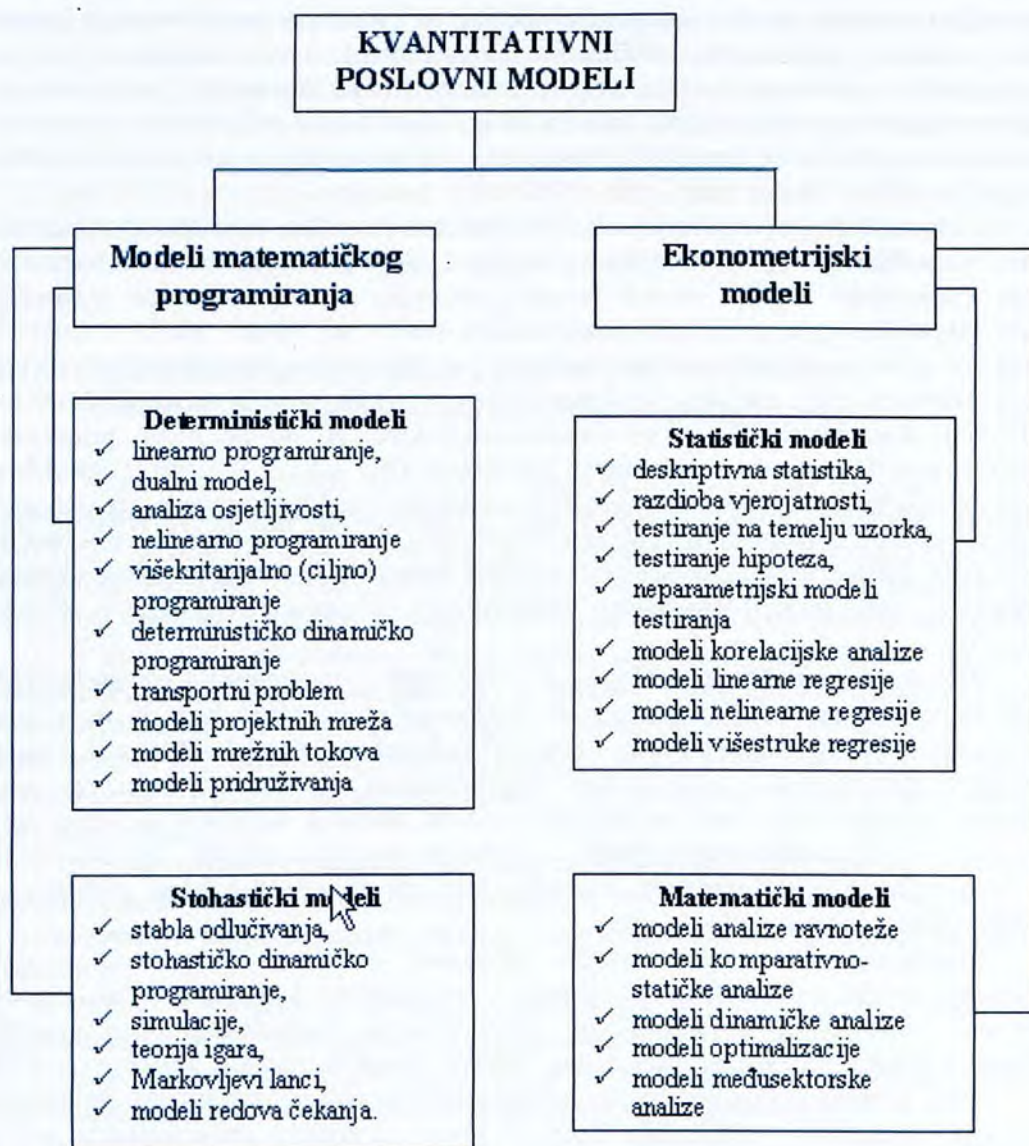 KVANTITATIVNI
POSLOVNI MODELI
Modeli matematičkog
programiranja
Ekonometrijski
modeli
Deterministički modeli
✓ linearno programiranje,
✓ dualni model,
✓ analiza osjetljivosti,
✓ nelinearno programiranje
✓ višekritarijalno (ciljno)
programiranje
✓ determinističko dinamičko
programiranje
✓ transportni problem
✓ modeli projektnih mreža
✓ modeli mrežnih tokova
✓ modeli pridruživanja
Statistički modeli
✓ deskriptivna statistika,
✓ razdioba vjerojatnosti,
✓ testiranje na temelju uzorka,
✓ testiranje hipoteza,
✓ neparametrijski modeli
testiranja
✓ modeli korelacijske analize
✓ modeli linearne regresije
✓ modeli nelinearne regresije
✓ modeli višestruke regresije
Stohastički modeli
✓ stabla odlučivanja,
✓ stohastičko dinamičko
programiranje,
✓ simulacije,
✓ teorija igara,
✓ Markovljevi lanci,
✓ modeli redova čekanja.
Matematički modeli
✓ modeli analize ravnoteže
✓ modeli komparativno-
statičke analize
✓ modeli dinamičke analize
✓ modeli optimalizacije
✓ modeli međusektorske
analize